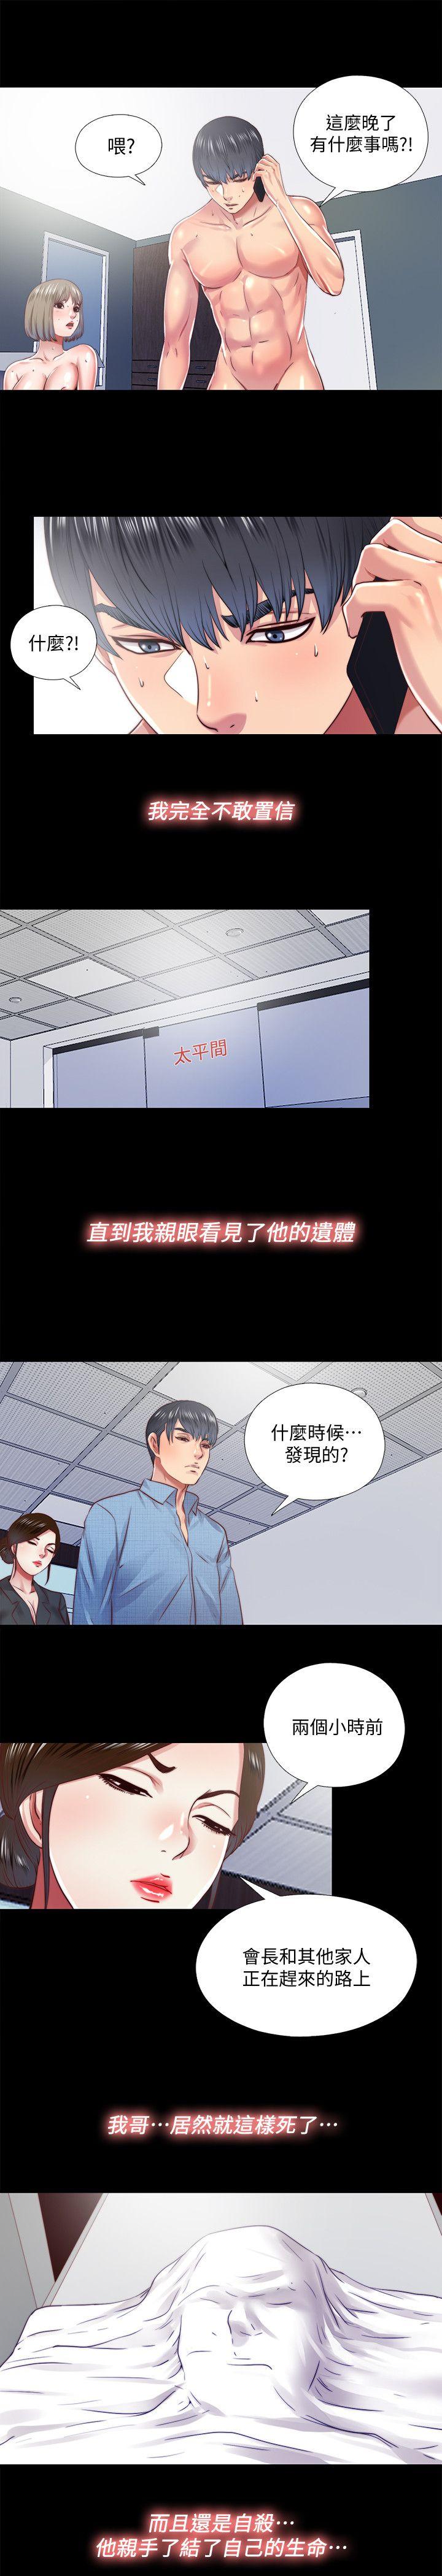 喂?
這麼晚了
有什麼事嗎?!
什麼?!
我完全不敢置信
太平間
直到我親眼看見了他的遺體
什麼時候⋯
發現的?
兩個小時前
會長和其他家人
正在趕來的路上
我哥⋯居然就這樣死了⋯
而且還是自殺⋯
他親手了結了自己的生命⋯